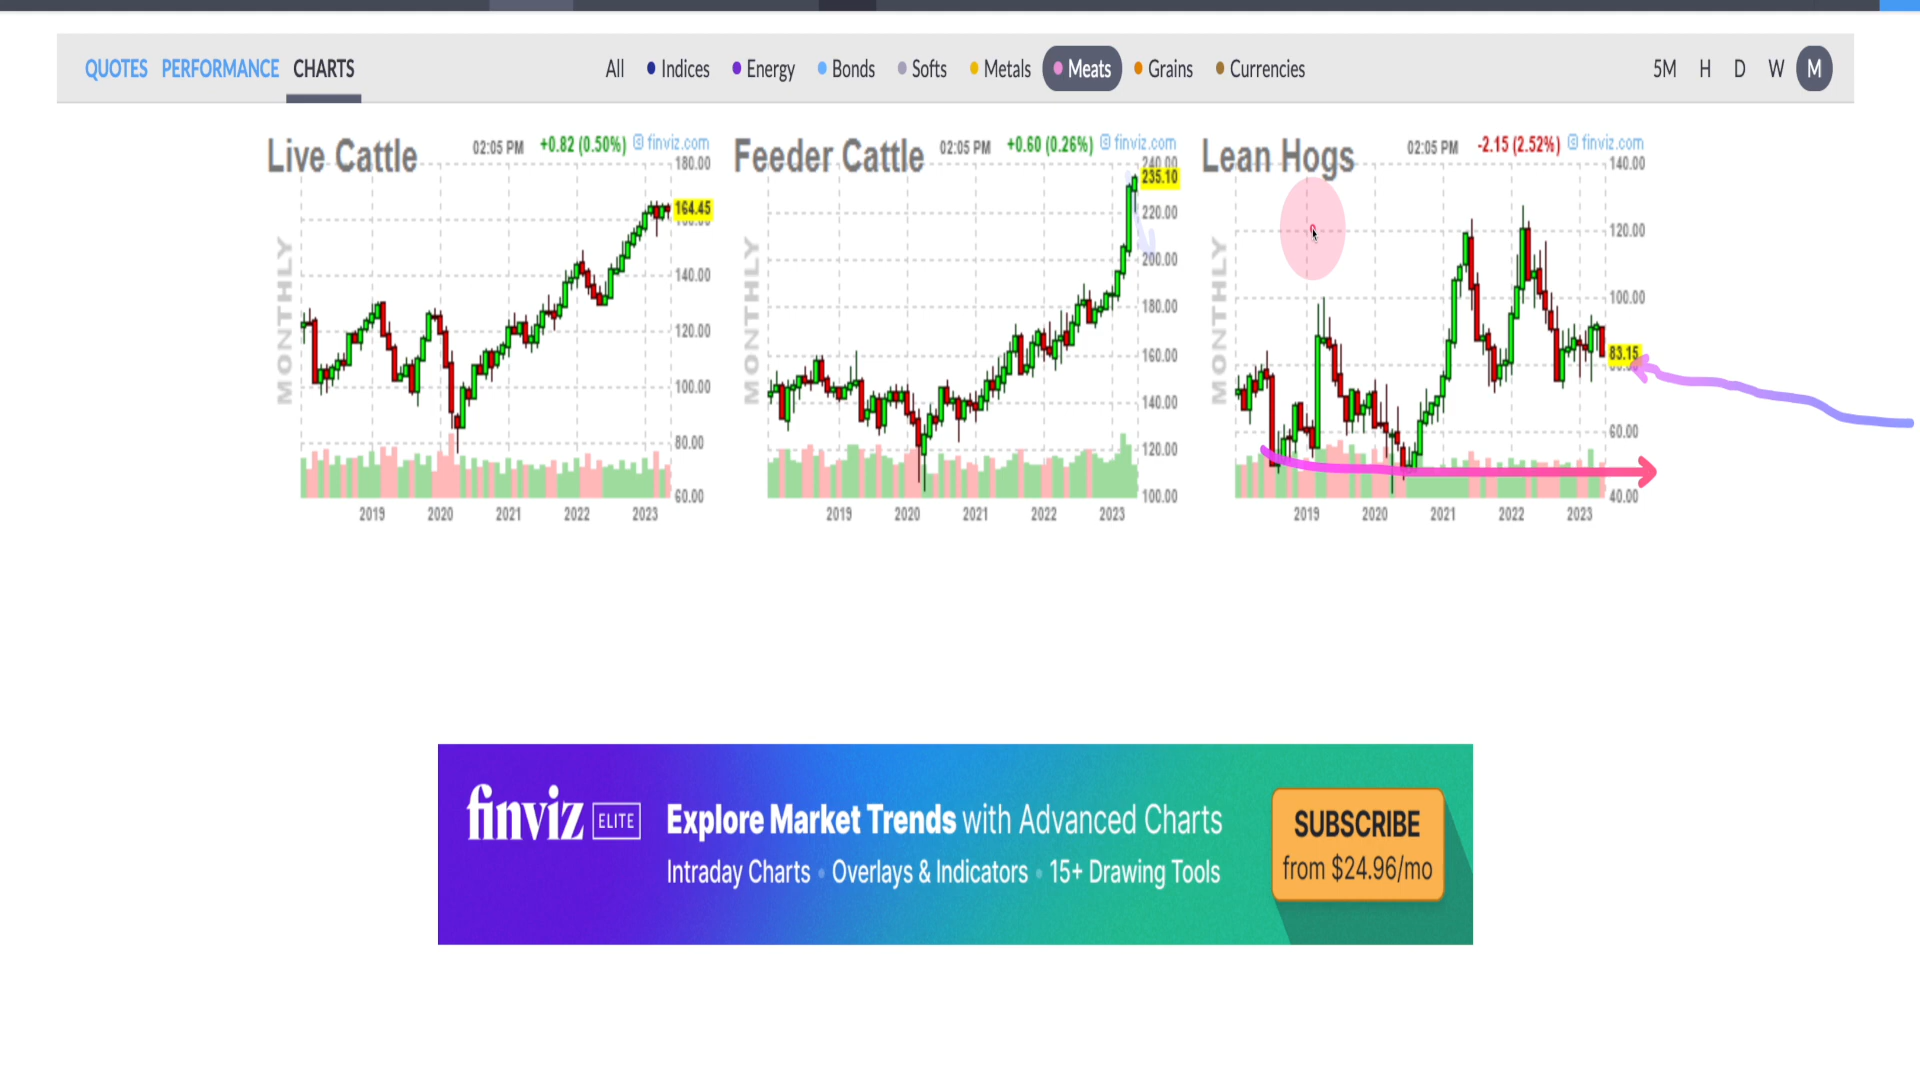 QUOTES PERFORMANCE CHARTS All Indices Energy Bonds Softs Metals Meats Grains Currencies 5M H D W M
Live Cattle 02:05 PM +0.82 (0.50%) finviz.com
180.00
164.45
140.00
120.00
100.00
80.00
60.00
MONTHLY
2019 2020 2021 2022 2023
Feeder Cattle 02:05 PM +0.60 (0.26%) finviz.com
240.00
235.10
220.00
200.00
180.00
160.00
140.00
120.00
100.00
MONTHLY
2019 2020 2021 2022 2023
Lean Hogs 02:05 PM -2.15 (2.52%) finviz.com
140.00
120.00
100.00
83.15
60.00
40.00
MONTHLY
2019 2020 2021 2022 2023
finviz ELITE
Explore Market Trends with Advanced Charts
Intraday Charts • Overlays & Indicators • 15+ Drawing Tools
SUBSCRIBE
from $24.96/mo